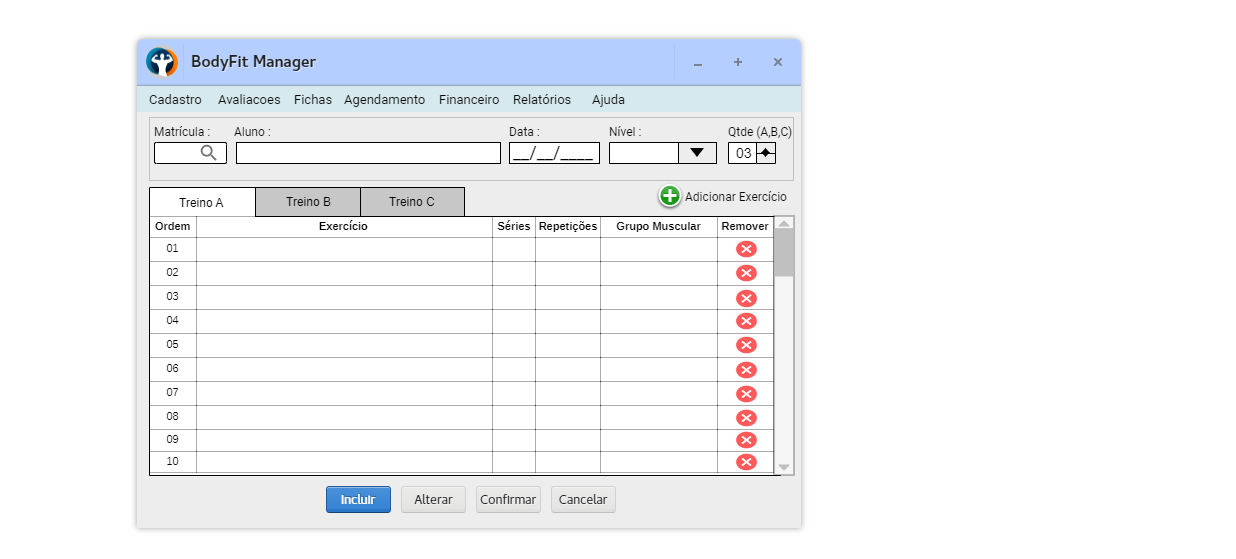 BodyFit Manager
Cadastro Avaliacoes Fichas Agendamento Financeiro Relatórios Ajuda
Matrícula : Aluno : Data : Nível : Qtde (A,B,C)
__/__/____ 03
Treino A Treino B Treino C Adicionar Exercício
Ordem Exercício Séries Repetições Grupo Muscular Remover
01
02
03
04
05
06
07
08
09
10
Incluir Alterar Confirmar Cancelar